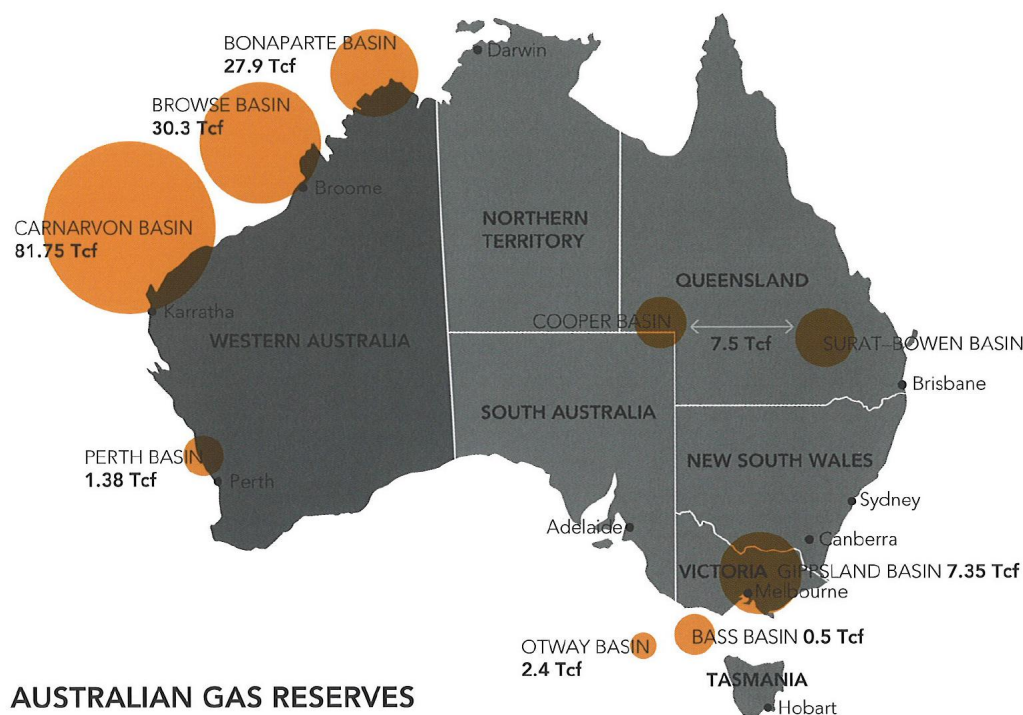 BONAPARTE BASIN
27.9 Tcf
Darwin
BROWSE BASIN
30.3 Tcf
Broome
CARNARVON BASIN
81.75 Tcf
NORTHERN
TERRITORY
QUEENSLAND
Karratha
COOPER BASIN
7.5 Tcf
SURAT–BOWEN BASIN
WESTERN AUSTRALIA
Brisbane
SOUTH AUSTRALIA
PERTH BASIN
1.38 Tcf
Perth
NEW SOUTH WALES
Sydney
Adelaide
Canberra
VICTORIA
GIPPSLAND BASIN 7.35 Tcf
Melbourne
OTWAY BASIN
2.4 Tcf
BASS BASIN 0.5 Tcf
TASMANIA
Hobart
AUSTRALIAN GAS RESERVES